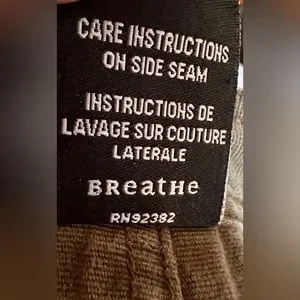 CARE INSTRUCTIONS
ON SIDE SEAM
INSTRUCTIONS DE
LAVAGE SUR COUTURE
LATERALE
BReatHe
RN92382